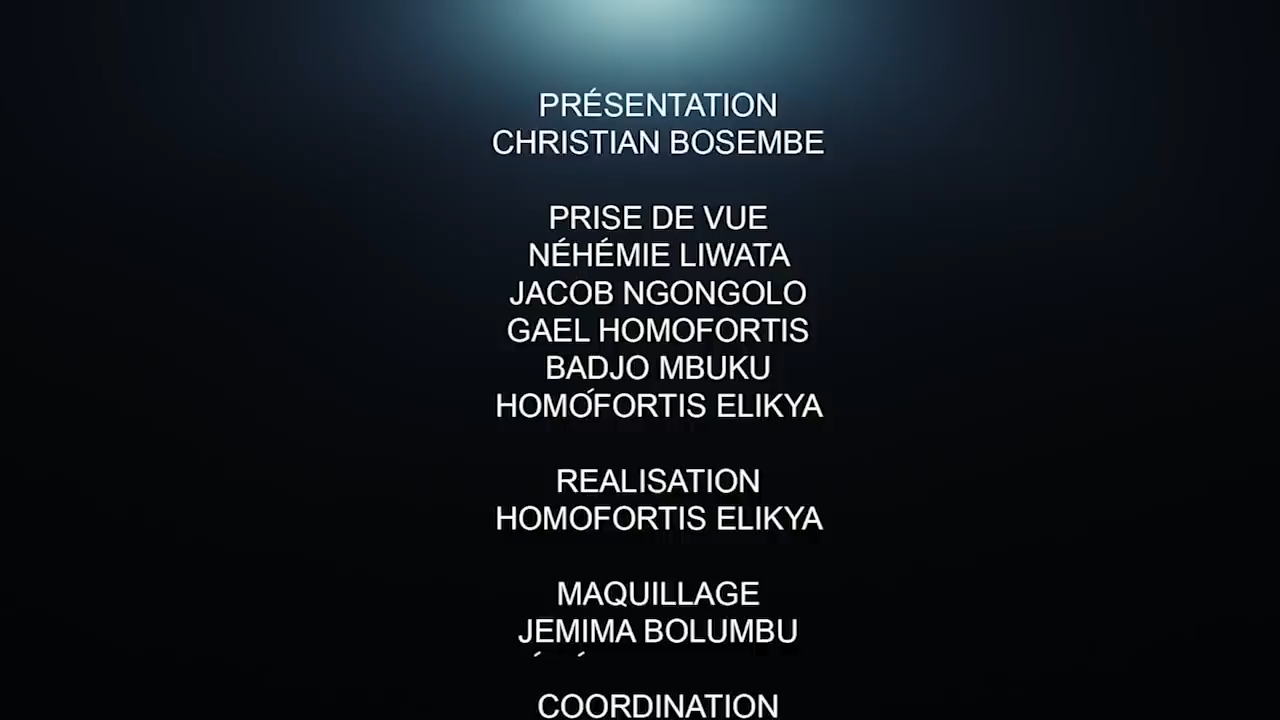 PRÉSENTATION
CHRISTIAN BOSEMBE
PRISE DE VUE
NÉHÉMIE LIWATA
JACOB NGONGOLO
GAEL HOMOFORTIS
BADJO MBUKU
HOMOFORTIS ELIKYA
REALISATION
HOMOFORTIS ELIKYA
MAQUILLAGE
JEMIMA BOLUMBU
COORDINATION